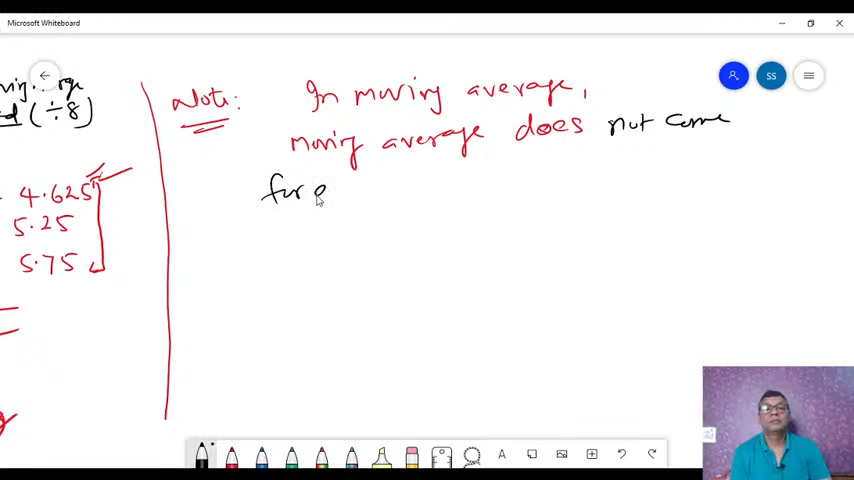 Microsoft Whiteboard
SS
(÷8)
4.625
5.25
5.75
Note: In moving average,
moving average does not come
for
A